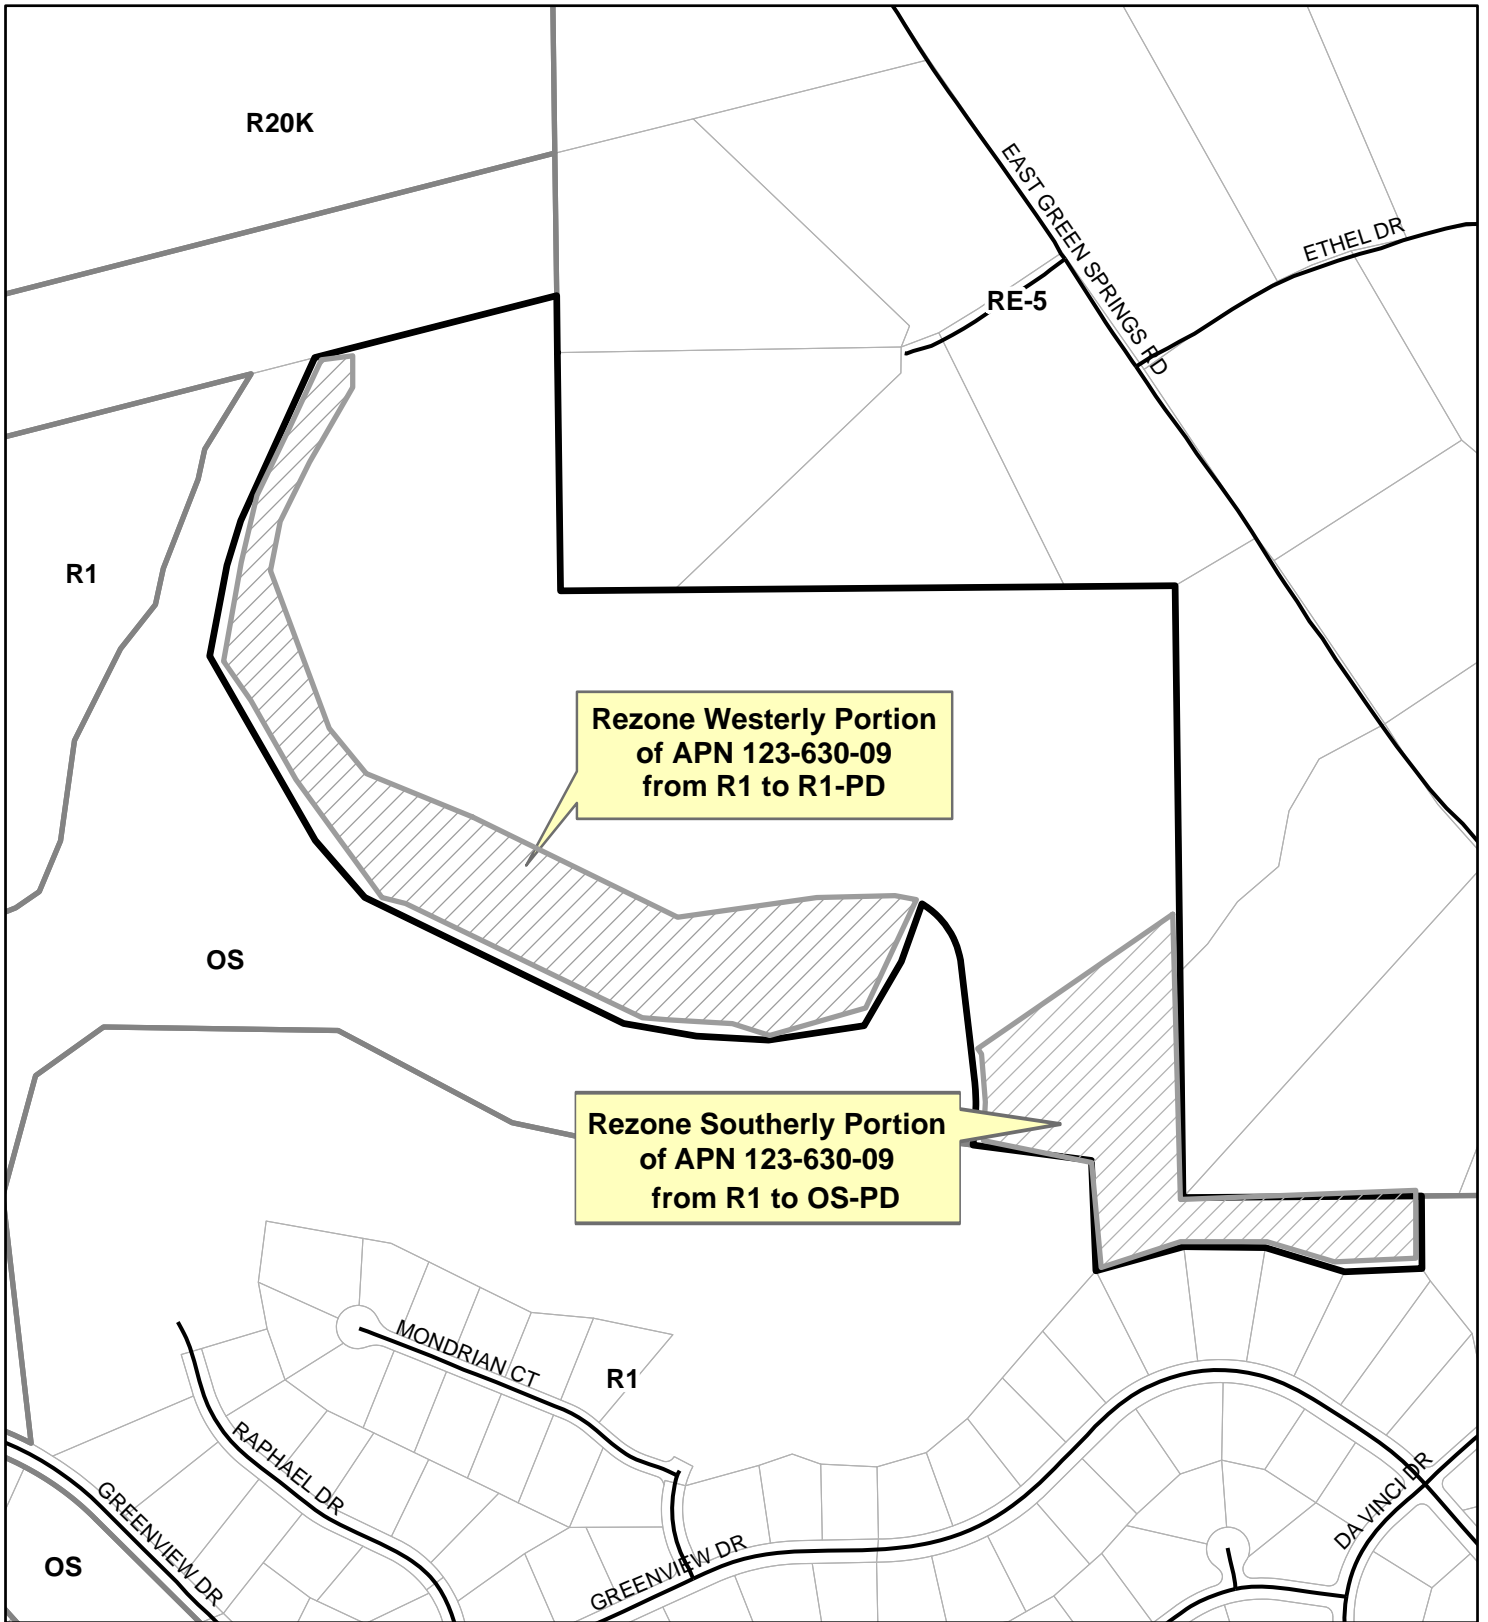 R20K
EAST GREEN SPRINGS RD
ETHEL DR
RE-5
R1
Rezone Westerly Portion
of APN 123-630-09
from R1 to R1-PD
OS
Rezone Southerly Portion
of APN 123-630-09
from R1 to OS-PD
MONDRIAN CT
R1
RAPHAEL DR
GREENVIEW DR
GREENVIEW DR
DA VINCI DR
OS